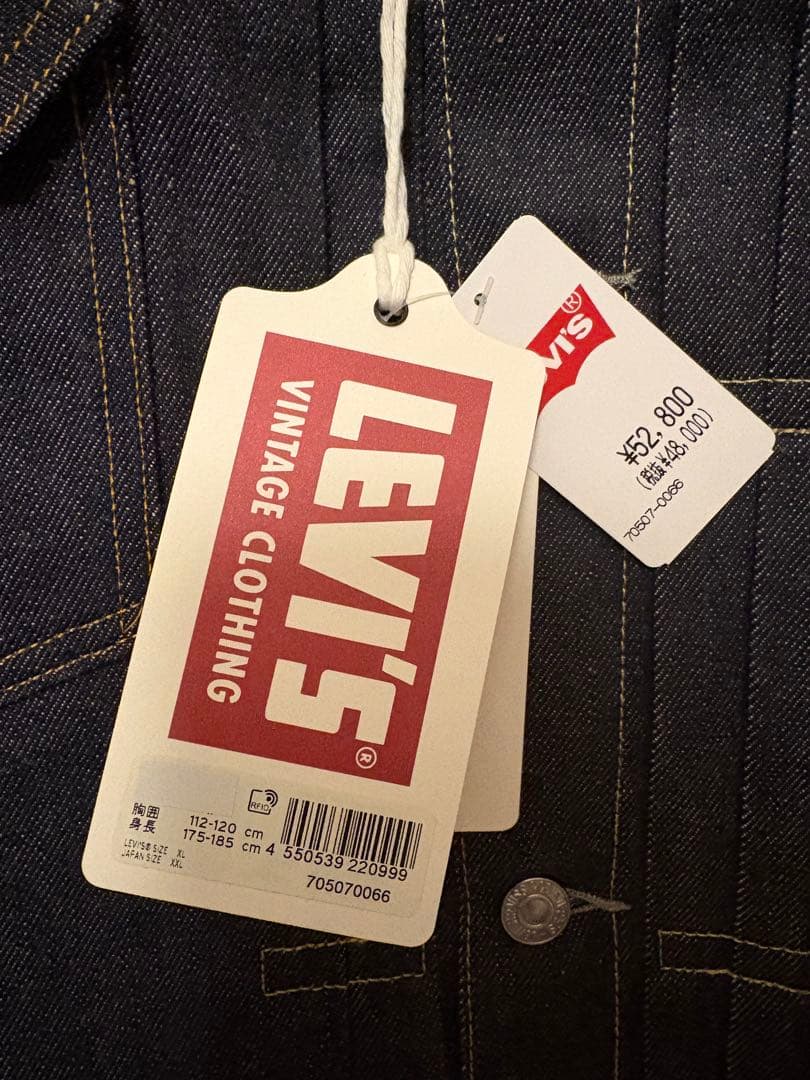 LEVI'S®
VINTAGE CLOTHING
RFID
胸囲 112-120 cm
身長 175-185 cm
LEVI'S® SIZE XL
JAPAN SIZE XXL
4 550539 220999
705070066
VI'S®
¥52,800
(税抜¥48,000)
70507-0066